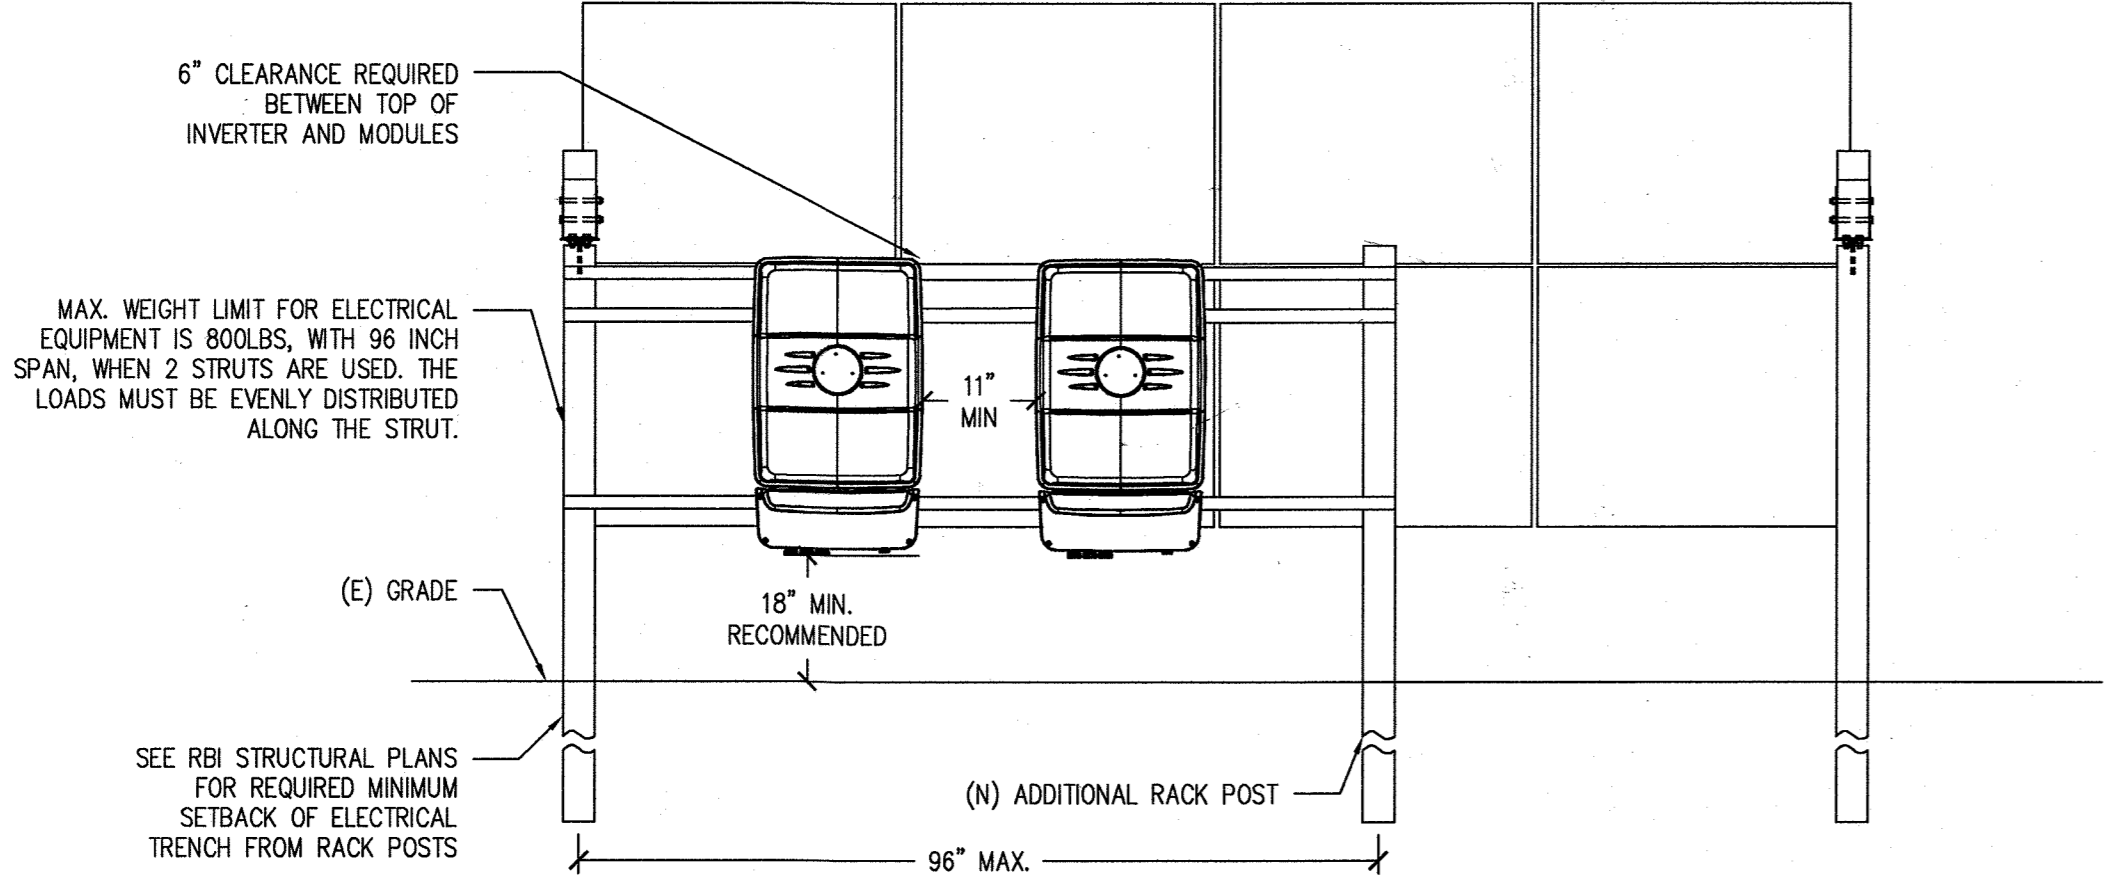 6" CLEARANCE REQUIRED
BETWEEN TOP OF
INVERTER AND MODULES
MAX. WEIGHT LIMIT FOR ELECTRICAL
EQUIPMENT IS 800LBS, WITH 96 INCH
SPAN, WHEN 2 STRUTS ARE USED. THE
LOADS MUST BE EVENLY DISTRIBUTED
ALONG THE STRUT.
11"
MIN
(E) GRADE
18" MIN.
RECOMMENDED
SEE RBI STRUCTURAL PLANS
FOR REQUIRED MINIMUM
SETBACK OF ELECTRICAL
TRENCH FROM RACK POSTS
(N) ADDITIONAL RACK POST
96" MAX.